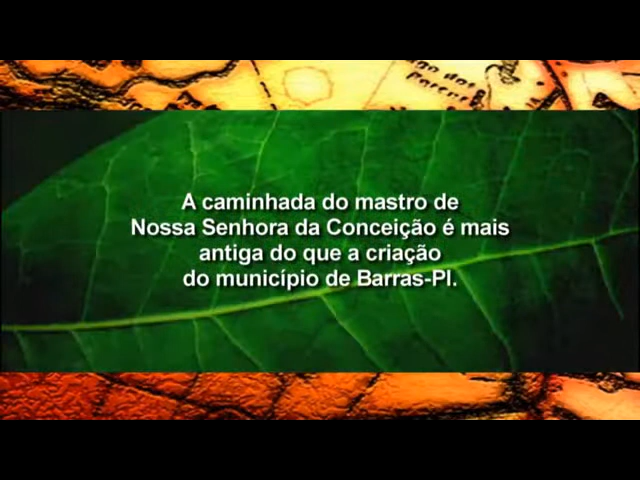 A caminhada do mastro de
Nossa Senhora da Conceição é mais
antiga do que a criação
do município de Barras-PI.